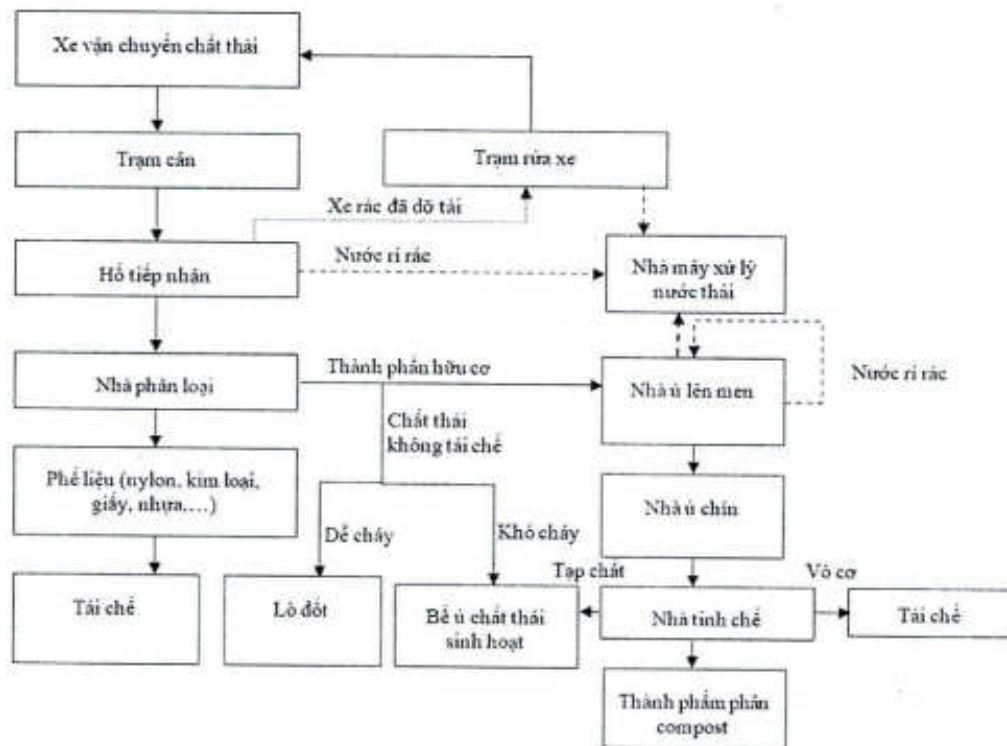 Xe vận chuyển chất thải
Trạm cân
Trạm rửa xe
Xe rác đã dỡ tải
Hố tiếp nhận
Nước rỉ rác
Nhà máy xử lý
nước thải
Nhà phân loại
Thành phần hữu cơ
Nhà ủ lên men
Nước rỉ rác
Chất thải
không tái chế
Phế liệu (nylon, kim loại,
giấy, nhựa,…)
Nhà ủ chín
Dễ cháy
Khó cháy
Tạp chất
Vô cơ
Tái chế
Lò đốt
Bể ủ chất thải
sinh hoạt
Nhà tinh chế
Tái chế
Thành phẩm phân
compost